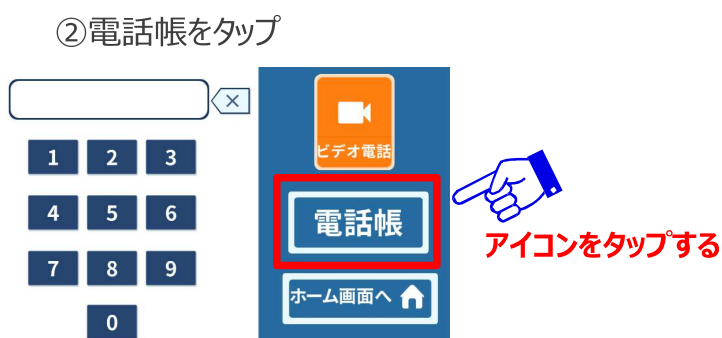 ②電話帳をタップ
ビデオ電話
1 2 3
4 5 6
7 8 9
0
電話帳
アイコンをタップする
ホーム画面へ